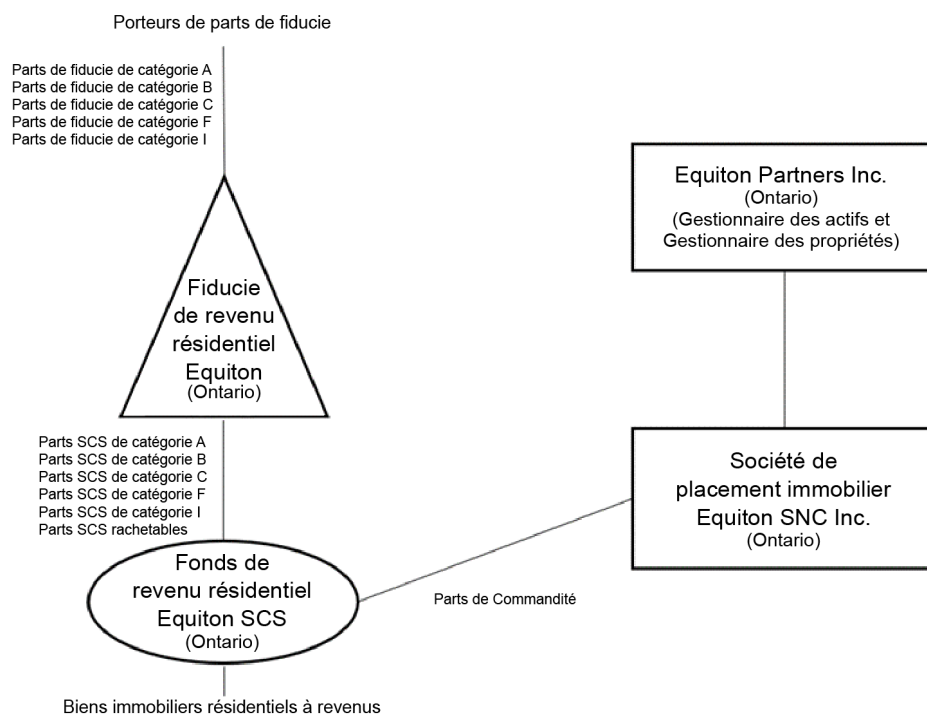 Porteurs de parts de fiducie
Parts de fiducie de catégorie A
Parts de fiducie de catégorie B
Parts de fiducie de catégorie C
Parts de fiducie de catégorie F
Parts de fiducie de catégorie I
Equiton Partners Inc.
(Ontario)
(Gestionnaire des actifs et
Gestionnaire des propriétés)
Fiducie
de revenu
résidentiel
Equiton
(Ontario)
Parts SCS de catégorie A
Parts SCS de catégorie B
Parts SCS de catégorie C
Parts SCS de catégorie F
Parts SCS de catégorie I
Parts SCS rachetables
Société de
placement immobilier
Equiton SNC Inc.
(Ontario)
Fonds de
revenu résidentiel
Equiton SCS
(Ontario)
Parts de Commandité
Biens immobiliers résidentiels à revenus